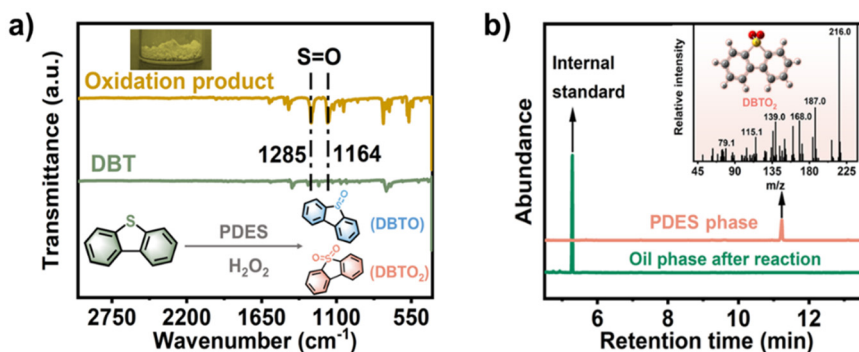 a)
Transmittance (a.u.)
S=O
Oxidation product
1285
1164
DBT
S
PDES
H₂O₂
S=O
(DBTO)
O=S=O
(DBTO₂)
2750 2200 1650 1100 550
Wavenumber (cm⁻¹)
b)
Abundance
Internal
standard
Relative intensity
DBTO₂
216.0
187.0
168.0
139.0
115.1
79.1
45 90 135 180 225
m/z
PDES phase
Oil phase after reaction
6 8 10 12
Retention time (min)